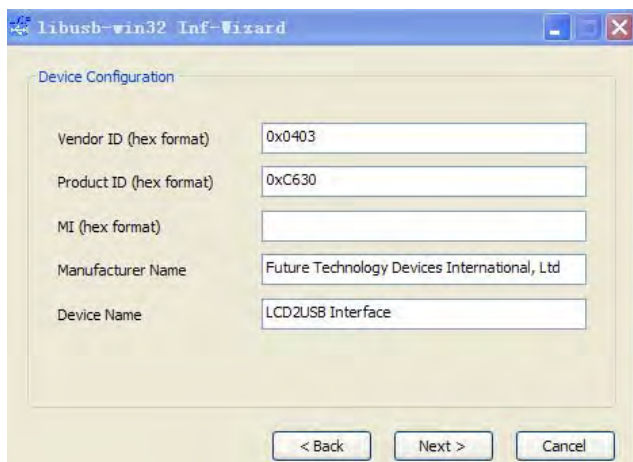 libusb-win32 Inf-Wizard
Device Configuration
Vendor ID (hex format) 0x0403
Product ID (hex format) 0xC630
MI (hex format)
Manufacturer Name Future Technology Devices International, Ltd
Device Name LCD2USB Interface
< Back Next > Cancel